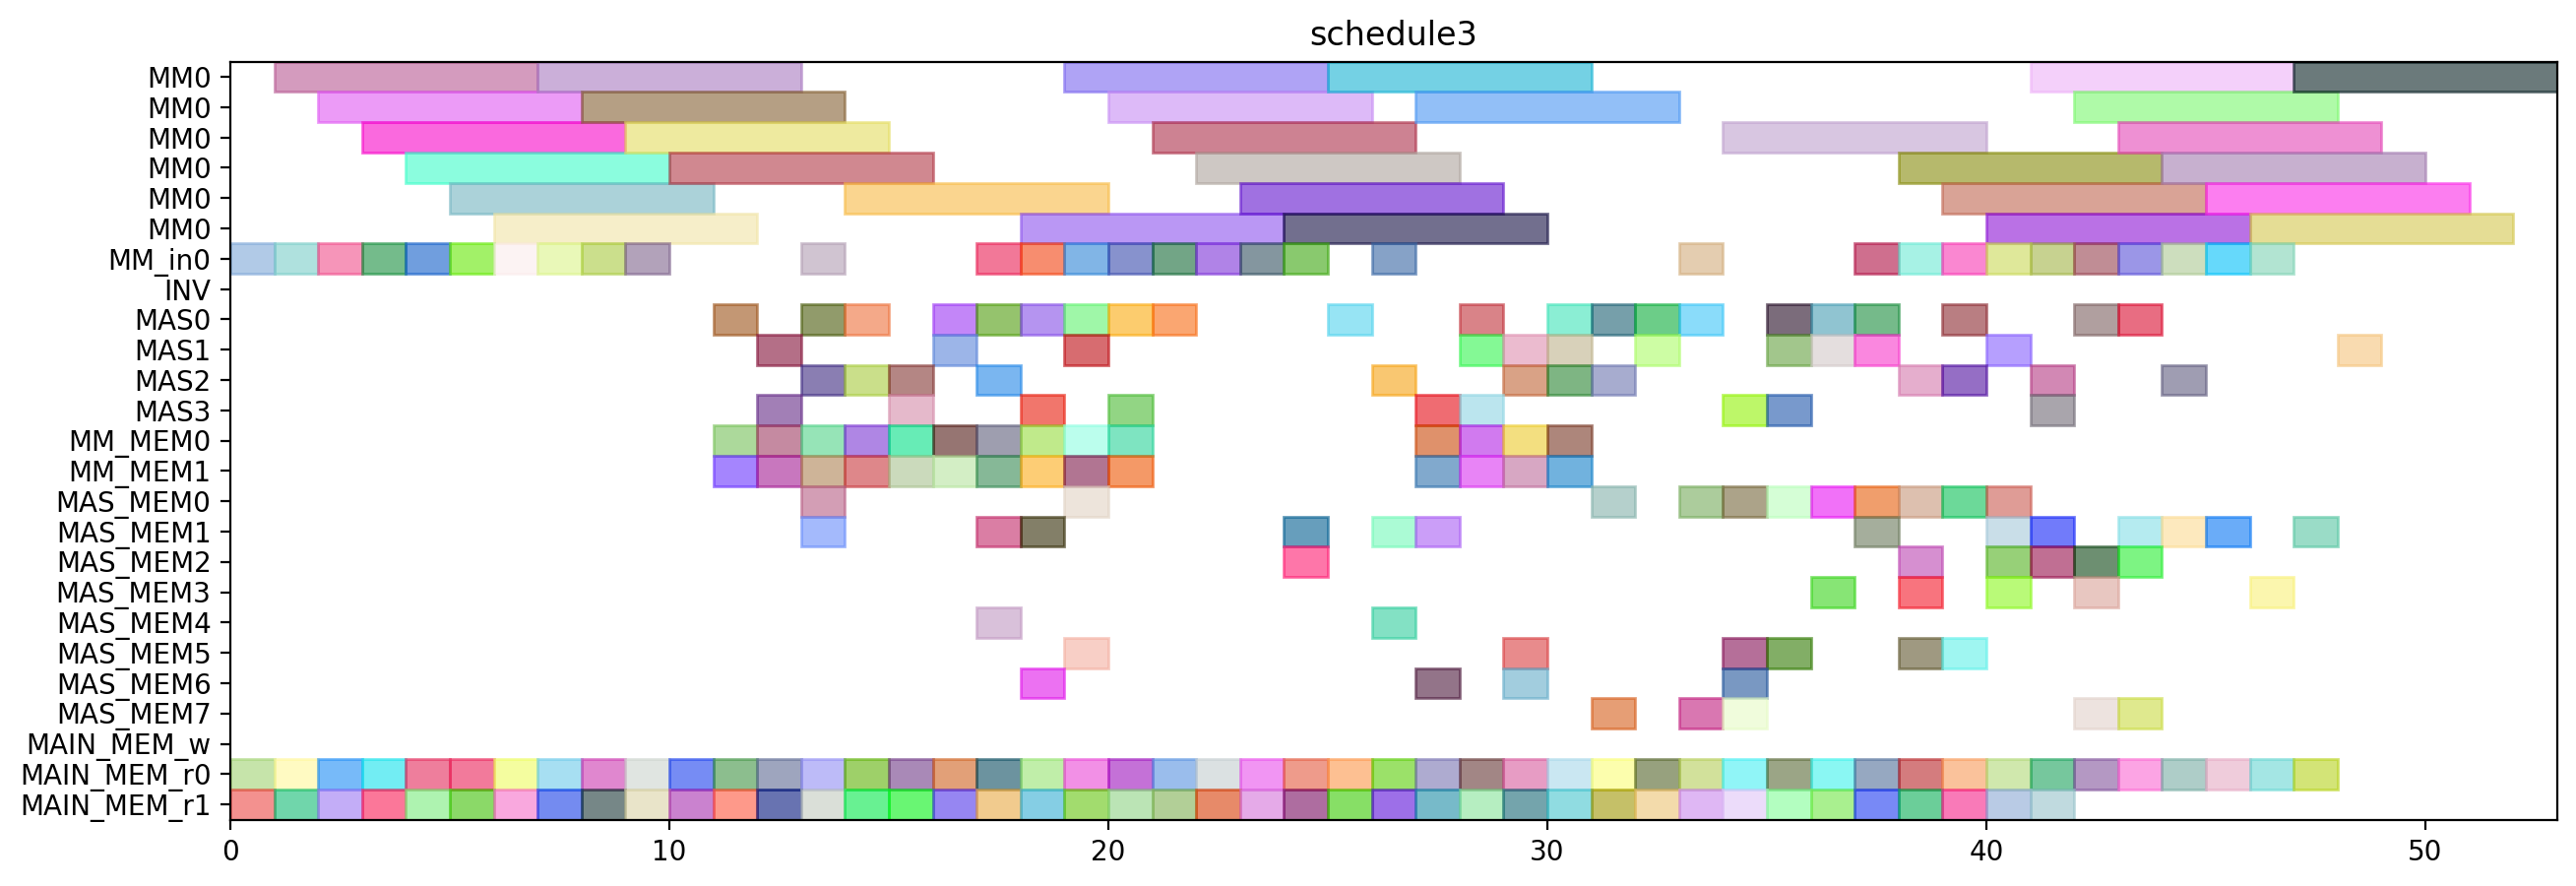 schedule3
MM0
MM0
MM0
MM0
MM0
MM0
MM_in0
INV
MAS0
MAS1
MAS2
MAS3
MM_MEM0
MM_MEM1
MAS_MEM0
MAS_MEM1
MAS_MEM2
MAS_MEM3
MAS_MEM4
MAS_MEM5
MAS_MEM6
MAS_MEM7
MAIN_MEM_w
MAIN_MEM_r0
MAIN_MEM_r1
0 10 20 30 40 50